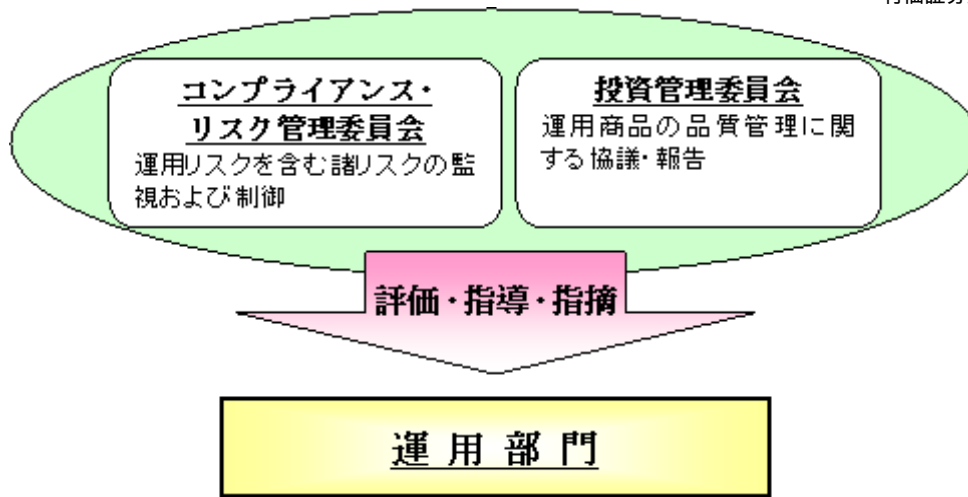 コンプライアンス・
リスク管理委員会
運用リスクを含む諸リスクの監
視および制御
投資管理委員会
運用商品の品質管理に関
する協議・報告
評価・指導・指摘
運用部門